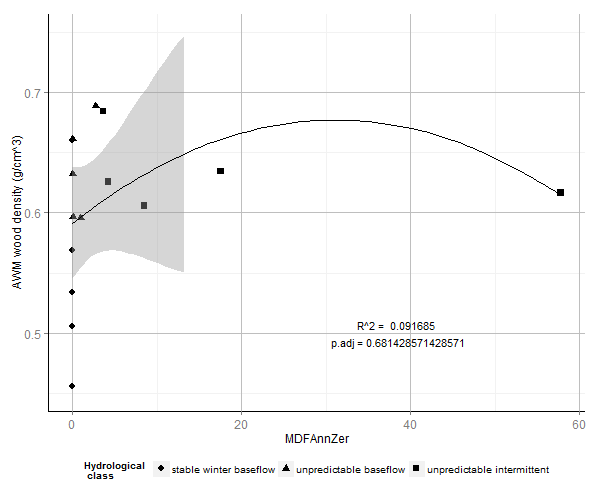 0.7
0.6
0.5
AWM wood density (g/cm^3)
R^2 = 0.091685
p.adj = 0.681428571428571
0 20 40 60
MDFAnnZer
Hydrological
class
stable winter baseflow unpredictable baseflow unpredictable intermittent